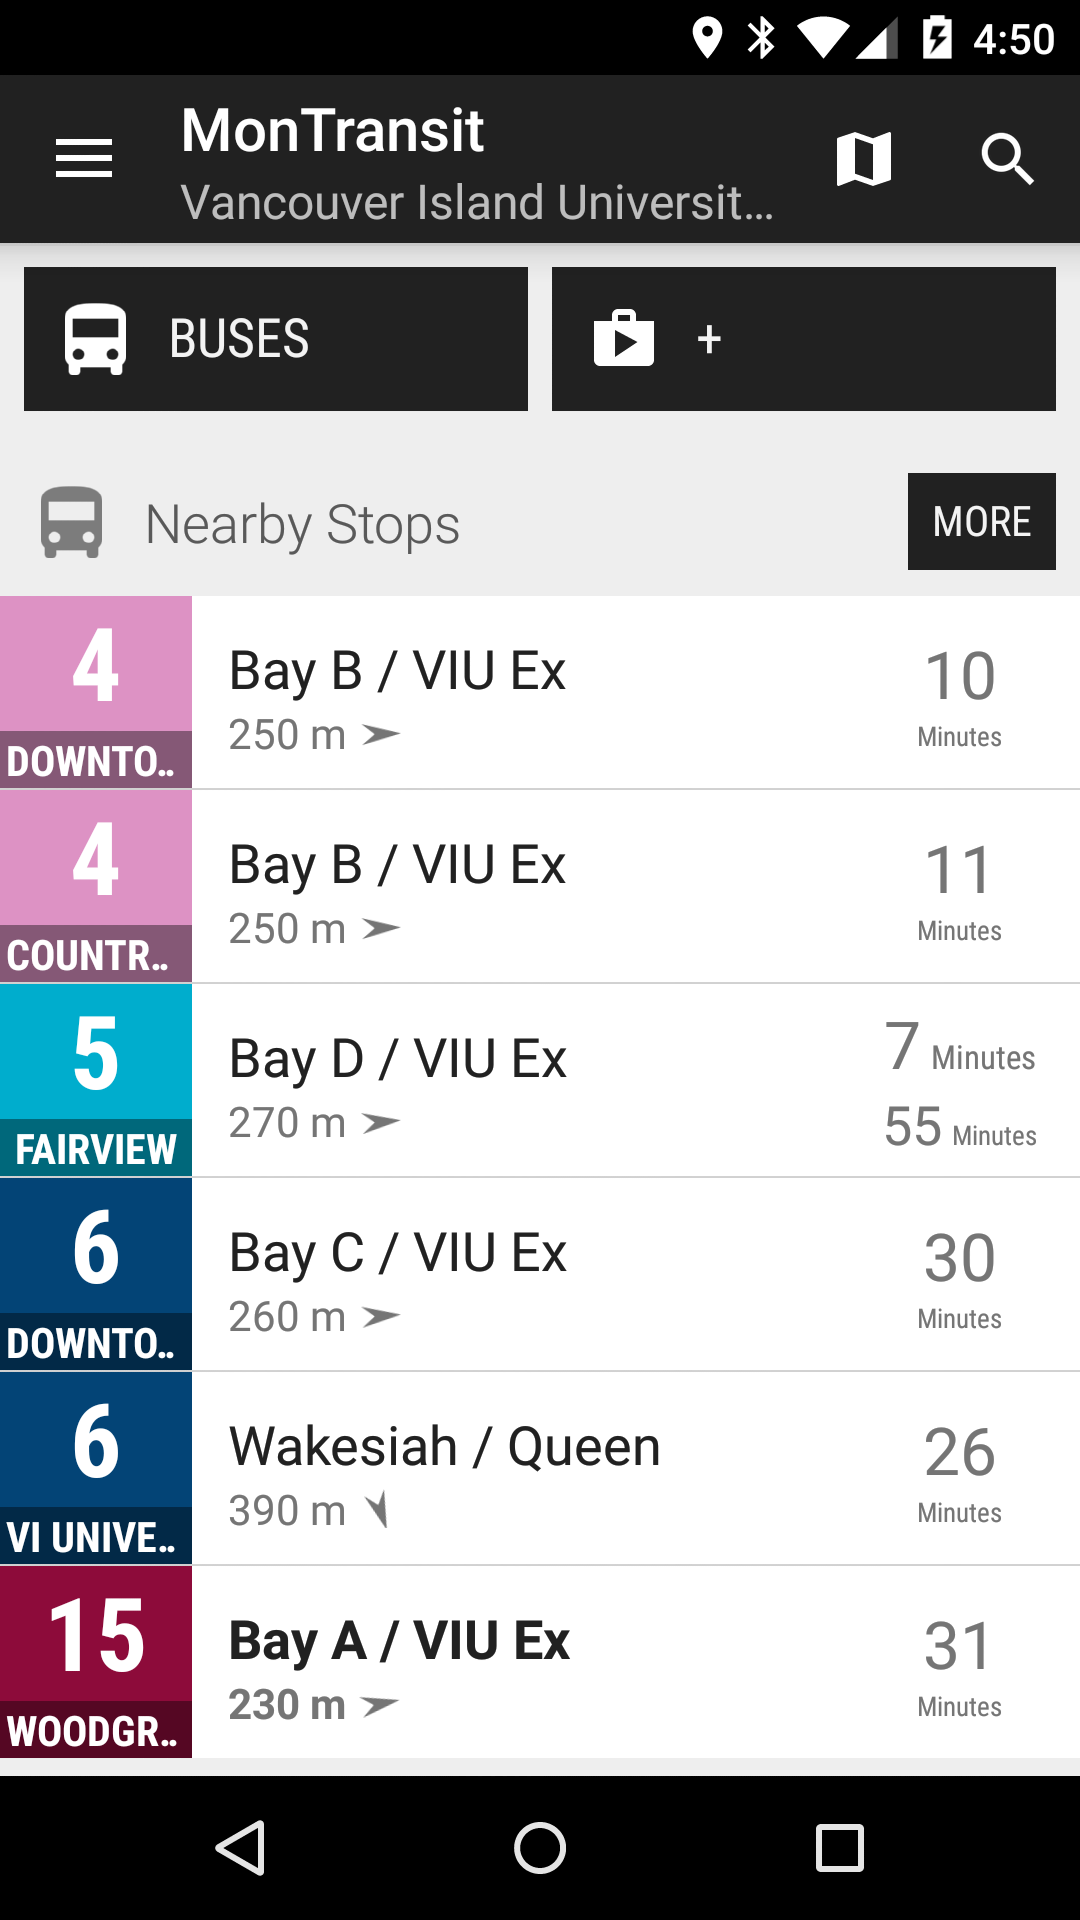 4:50
MonTransit
Vancouver Island Universit...
BUSES
+
Nearby Stops
MORE
4
DOWNTO..
Bay B / VIU Ex
250 m
10
Minutes
4
COUNTR..
Bay B / VIU Ex
250 m
11
Minutes
5
FAIRVIEW
Bay D / VIU Ex
270 m
7 Minutes
55 Minutes
6
DOWNTO..
Bay C / VIU Ex
260 m
30
Minutes
6
VI UNIVE..
Wakesiah / Queen
390 m
26
Minutes
15
WOODGR..
Bay A / VIU Ex
230 m
31
Minutes